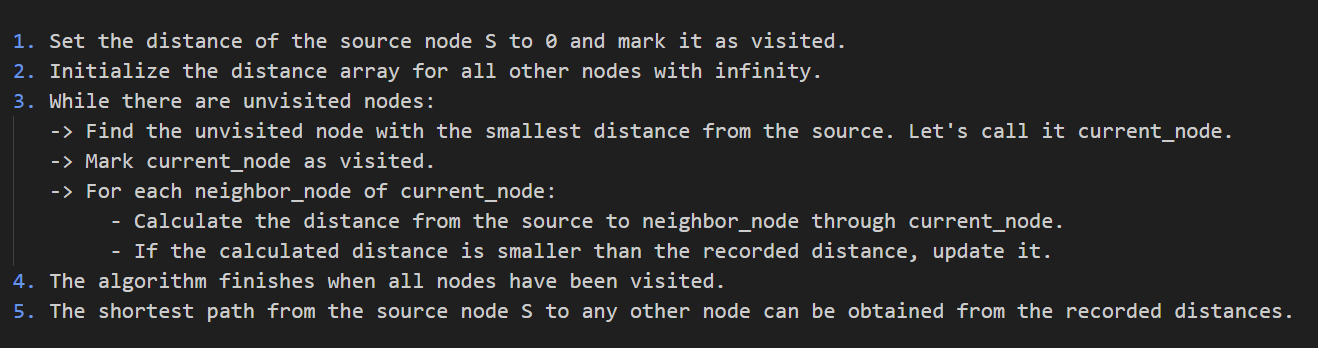 1. Set the distance of the source node S to 0 and mark it as visited.
2. Initialize the distance array for all other nodes with infinity.
3. While there are unvisited nodes:
-> Find the unvisited node with the smallest distance from the source. Let's call it current_node.
-> Mark current_node as visited.
-> For each neighbor_node of current_node:
- Calculate the distance from the source to neighbor_node through current_node.
- If the calculated distance is smaller than the recorded distance, update it.
4. The algorithm finishes when all nodes have been visited.
5. The shortest path from the source node S to any other node can be obtained from the recorded distances.